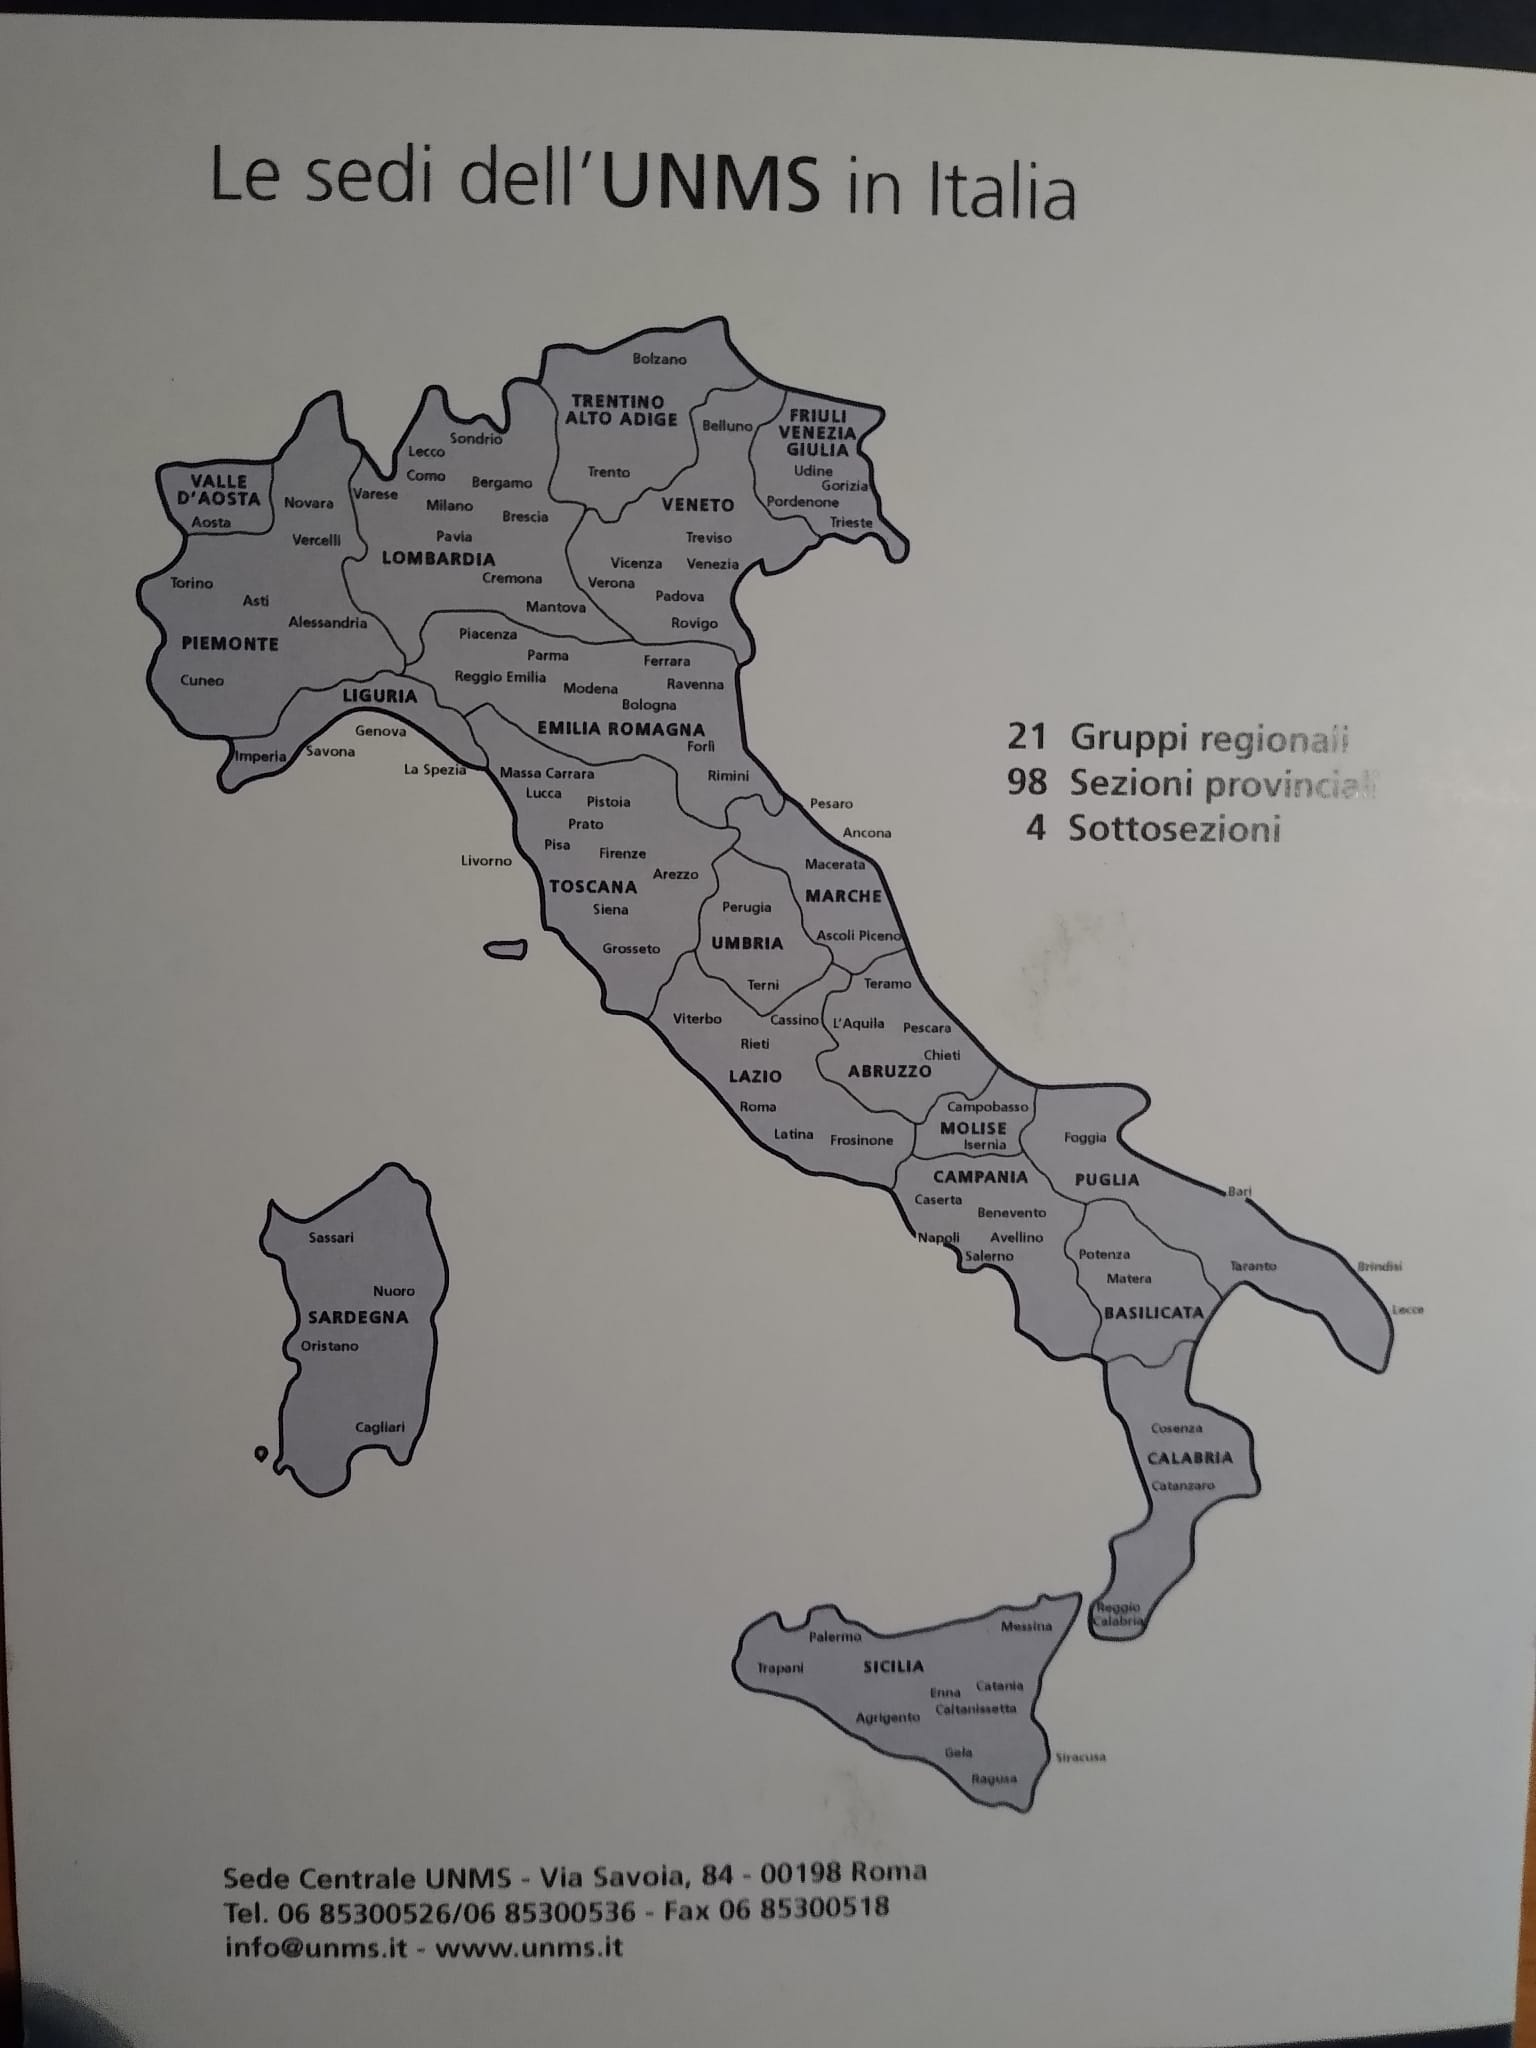 Le sedi dell'UNMS in Italia
Bolzano
TRENTINO
ALTO ADIGE
Trento
Belluno
FRIULI
VENEZIA
GIULIA
Udine
Gorizia
Pordenone
Trieste
VALLE
D'AOSTA
Aosta
Novara
Vercelli
Torino
Asti
Alessandria
PIEMONTE
Cuneo
Sondrio
Lecco
Como
Bergamo
Varese
Milano
Brescia
Pavia
LOMBARDIA
Cremona
Mantova
VENETO
Treviso
Vicenza
Venezia
Verona
Padova
Rovigo
LIGURIA
Genova
Savona
Imperia
La Spezia
Piacenza
Parma
Ferrara
Reggio Emilia
Modena
Ravenna
Bologna
EMILIA ROMAGNA
Forlì
Rimini
21 Gruppi regionali
98 Sezioni provinciali
4 Sottosezioni
Massa Carrara
Lucca
Pistoia
Prato
Pisa
Firenze
Livorno
Arezzo
TOSCANA
Siena
Grosseto
Pesaro
Ancona
Macerata
MARCHE
Ascoli Piceno
Perugia
UMBRIA
Terni
Viterbo
Cassino
Rieti
LAZIO
Roma
Latina
Frosinone
Teramo
L'Aquila
Pescara
Chieti
ABRUZZO
Campobasso
MOLISE
Isernia
CAMPANIA
Caserta
Benevento
Napoli
Avellino
Salerno
Foggia
PUGLIA
Bari
Taranto
Brindisi
Lecce
Potenza
Matera
BASILICATA
Sassari
Nuoro
SARDEGNA
Oristano
Cagliari
Cosenza
CALABRIA
Catanzaro
Reggio
Calabria
Messina
Palermo
Trapani
SICILIA
Enna
Catania
Caltanissetta
Agrigento
Gela
Ragusa
Siracusa
Sede Centrale UNMS - Via Savoia, 84 - 00198 Roma
Tel. 06 85300526/06 85300536 - Fax 06 85300518
info@unms.it - www.unms.it